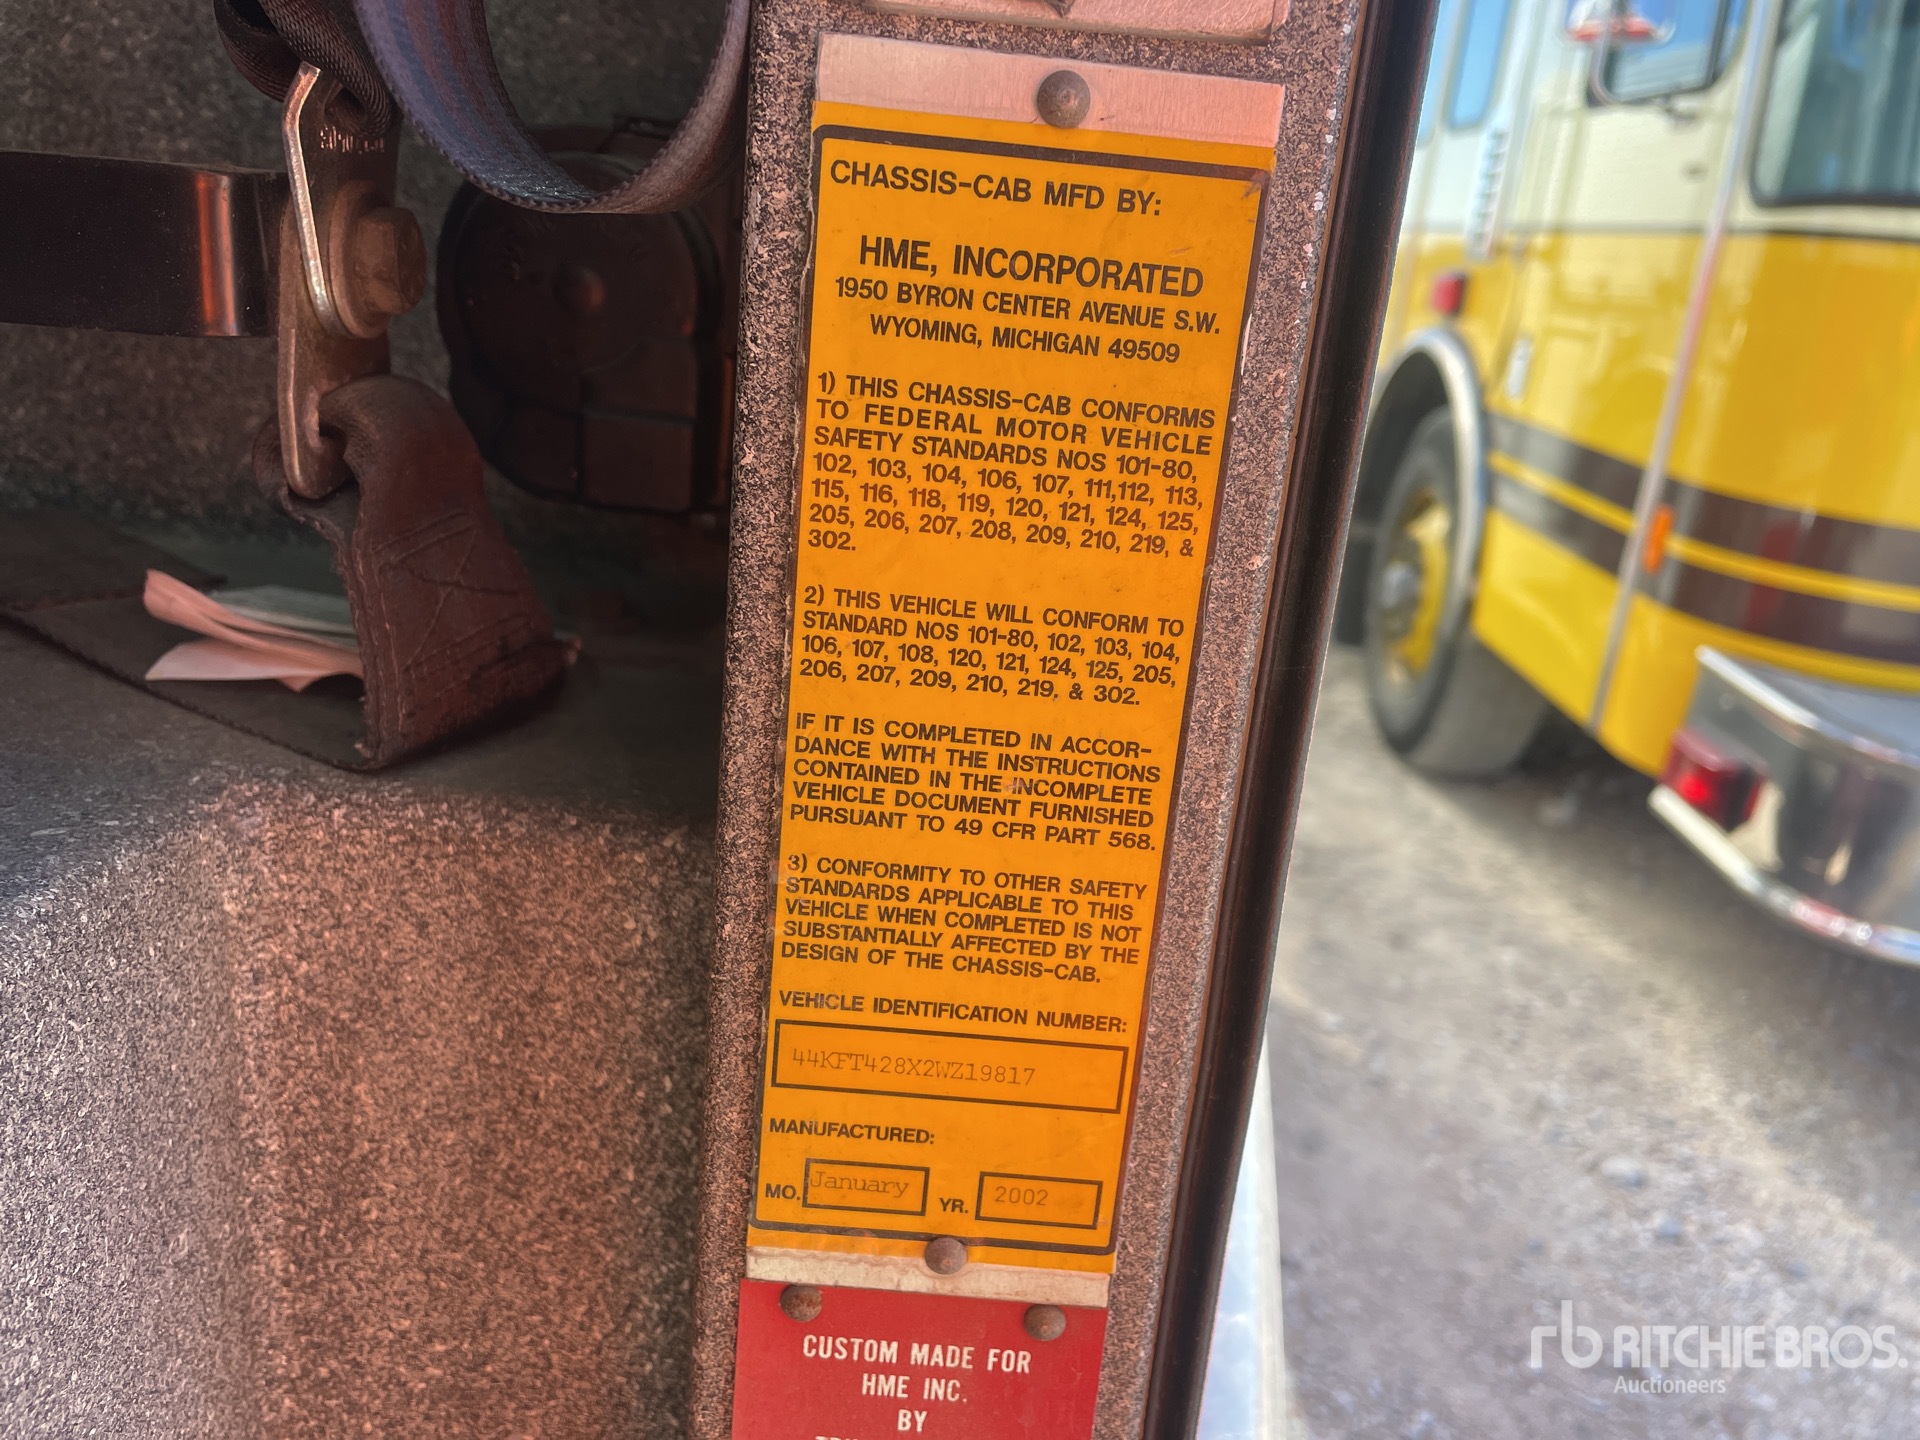 CHASSIS-CAB MFD BY:
HME, INCORPORATED
1950 BYRON CENTER AVENUE S.W.
WYOMING, MICHIGAN 49509
1) THIS CHASSIS-CAB CONFORMS
TO FEDERAL MOTOR VEHICLE
SAFETY STANDARDS NOS 101-80,
102, 103, 104, 106, 107, 111,112, 113,
115, 116, 118, 119, 120, 121, 124, 125,
205, 206, 207, 208, 209, 210, 219, &
302.
2) THIS VEHICLE WILL CONFORM TO
STANDARD NOS 101-80, 102, 103, 104,
106, 107, 108, 120, 121, 124, 125, 205,
206, 207, 209, 210, 219, & 302.
IF IT IS COMPLETED IN ACCOR-
DANCE WITH THE INSTRUCTIONS
CONTAINED IN THE INCOMPLETE
VEHICLE DOCUMENT FURNISHED
PURSUANT TO 49 CFR PART 568.
3) CONFORMITY TO OTHER SAFETY
STANDARDS APPLICABLE TO THIS
VEHICLE WHEN COMPLETED IS NOT
SUBSTANTIALLY AFFECTED BY THE
DESIGN OF THE CHASSIS-CAB.
VEHICLE IDENTIFICATION NUMBER:
44KFT428X2WZ19817
MANUFACTURED:
MO. January YR. 2002
CUSTOM MADE FOR
HME INC.
BY
rb RITCHIE BROS.
Auctioneers